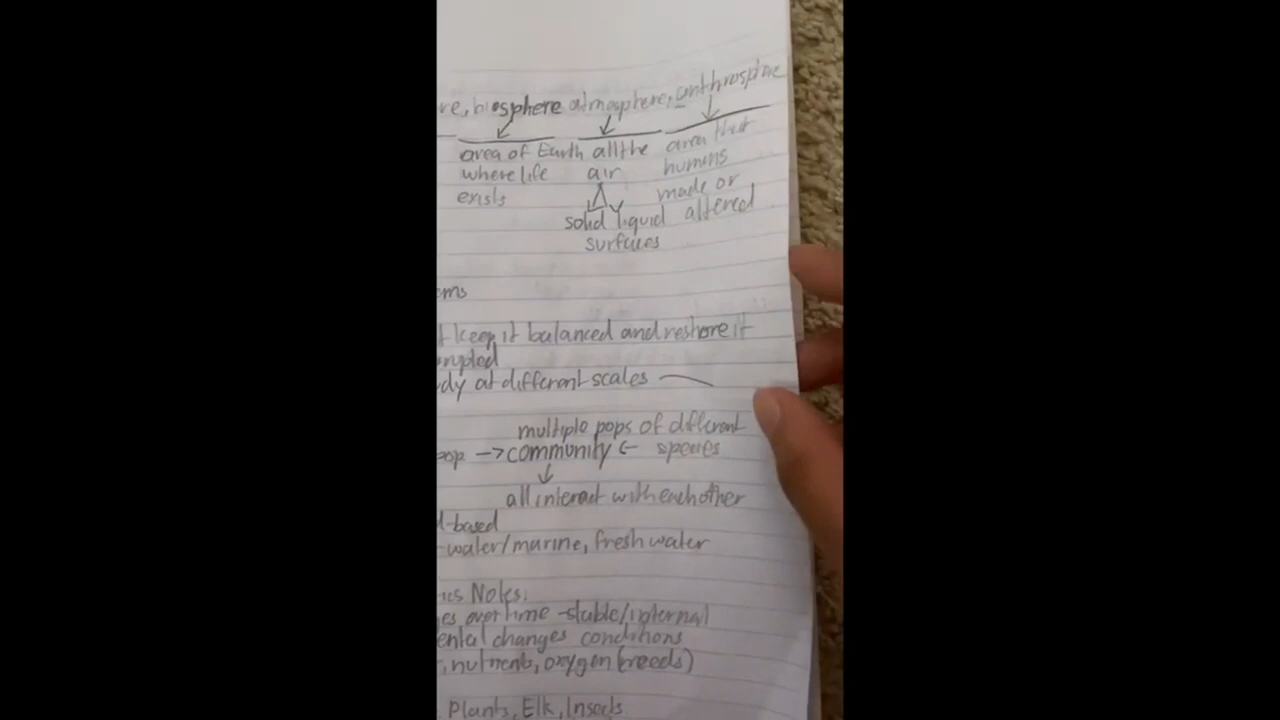 re, biosphere atmosphere, anthrosphere
area of Earth all the area that
where life air humans
exists made or
solid liquid altered
surfaces
ems
t keep it balanced and reshore it
dy at different scales
multiple pops of different
pop → community ← species
↓
all interact with each other
d-based
-water/marine, fresh water
ics Notes:
es over time - stable/internal
ental changes conditions
, nutrients, oxygen (needs)
Plants, Elk, Insects